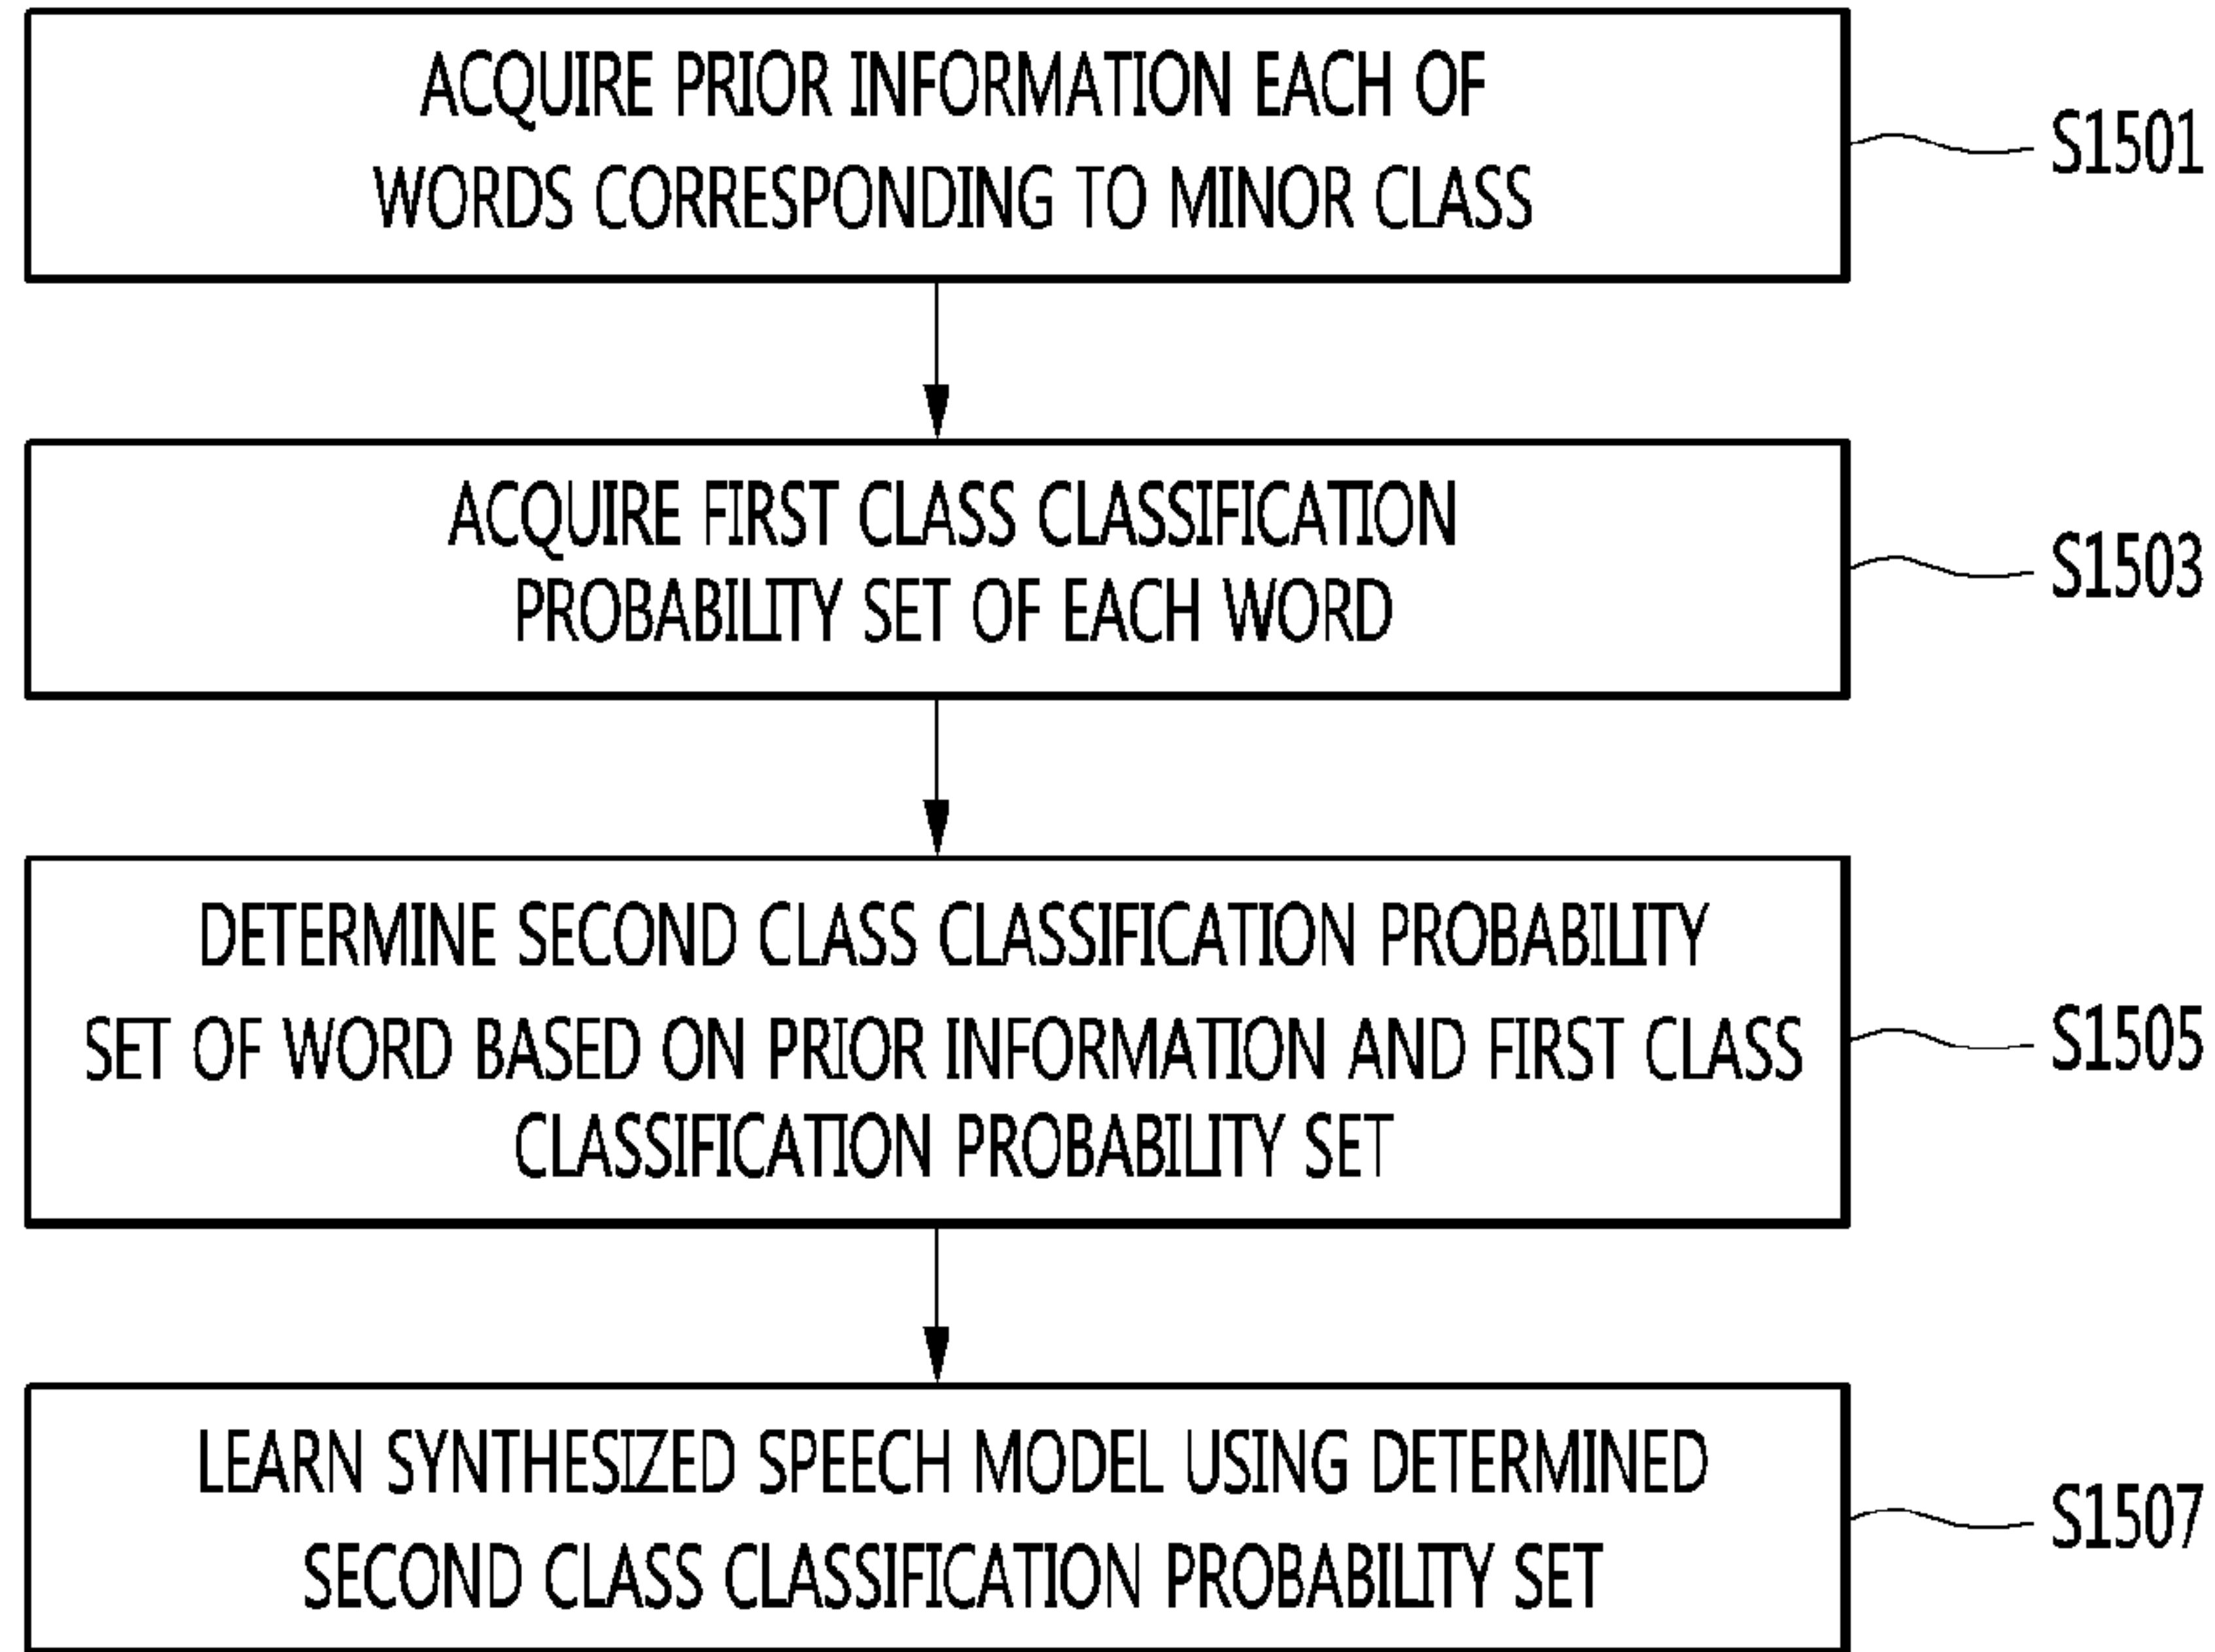 ACQUIRE PRIOR INFORMATION EACH OF
WORDS CORRESPONDING TO MINOR CLASS
S1501
ACQUIRE FIRST CLASS CLASSIFICATION
PROBABILITY SET OF EACH WORD
S1503
DETERMINE SECOND CLASS CLASSIFICATION PROBABILITY
SET OF WORD BASED ON PRIOR INFORMATION AND FIRST CLASS
CLASSIFICATION PROBABILITY SET
S1505
LEARN SYNTHESIZED SPEECH MODEL USING DETERMINED
SECOND CLASS CLASSIFICATION PROBABILITY SET
S1507